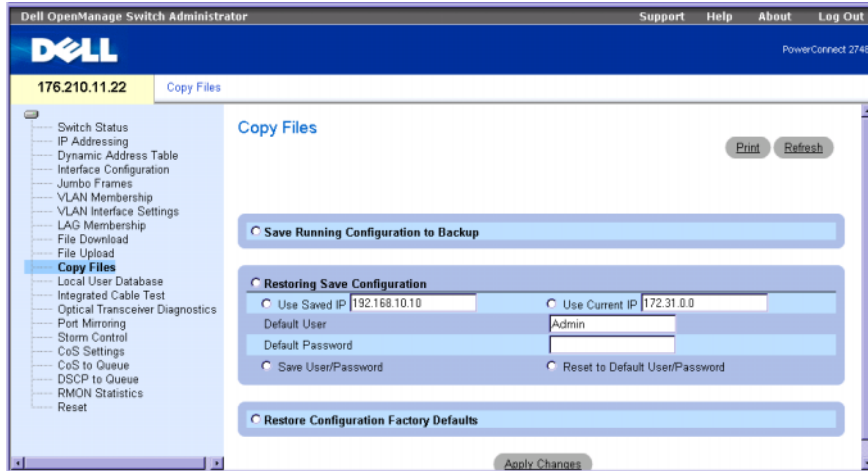 Dell OpenManage Switch Administrator Support Help About Log Out
DELL
PowerConnect 2748
176.210.11.22 Copy Files
Switch Status
IP Addressing
Dynamic Address Table
Interface Configuration
Jumbo Frames
VLAN Membership
VLAN Interface Settings
LAG Membership
File Download
File Upload
Copy Files
Local User Database
Integrated Cable Test
Optical Transceiver Diagnostics
Port Mirroring
Storm Control
CoS Settings
CoS to Queue
DSCP to Queue
RMON Statistics
Reset
Copy Files
Print Refresh
Save Running Configuration to Backup
Restoring Save Configuration
Use Saved IP 192.168.10.10 Use Current IP 172.31.0.0
Default User Admin
Default Password
Save User/Password Reset to Default User/Password
Restore Configuration Factory Defaults
Apply Changes